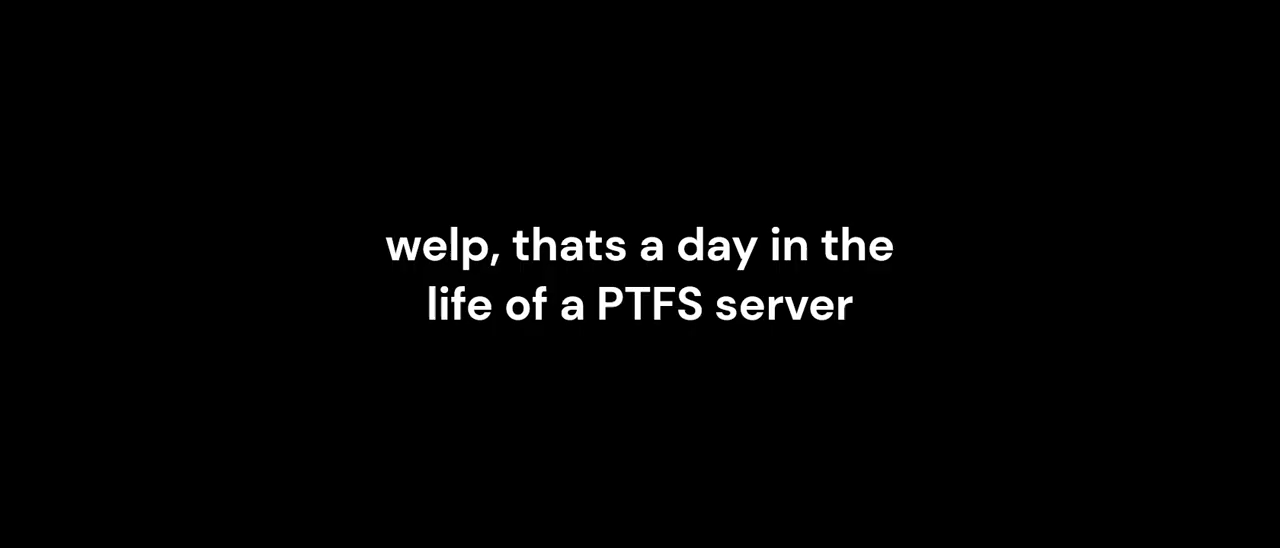 welp, thats a day in the
life of a PTFS server